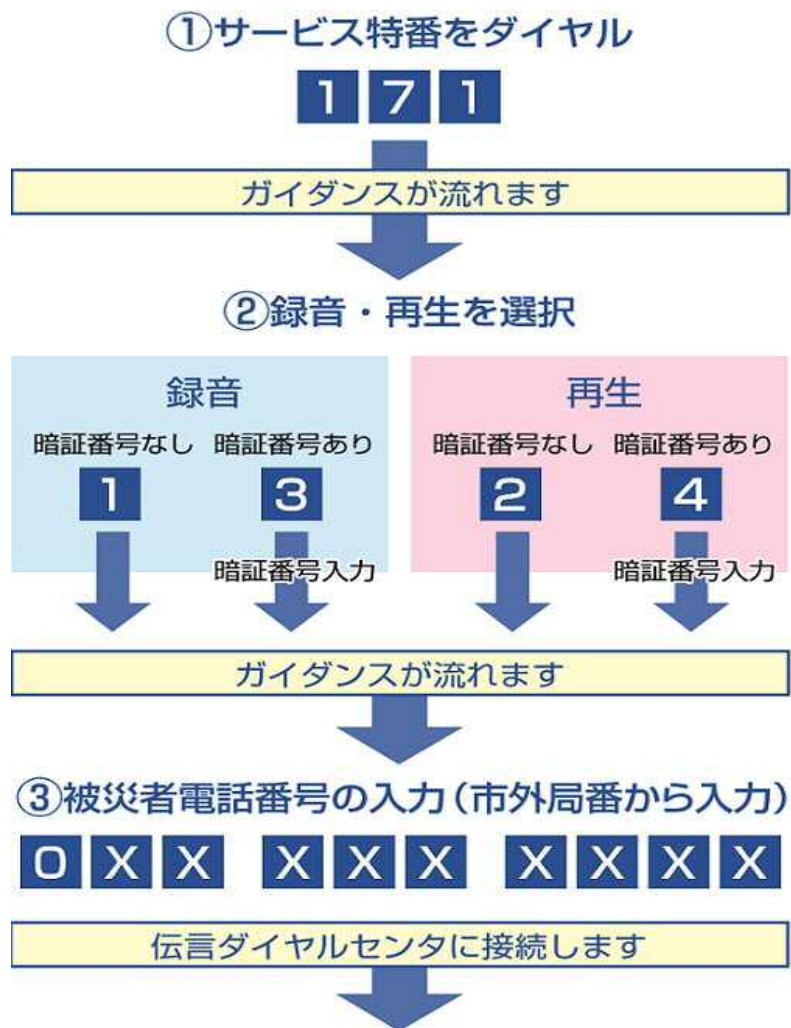 ①サービス特番をダイヤル
1 7 1
ガイダンスが流れます
②録音・再生を選択
録音 再生
暗証番号なし 暗証番号あり 暗証番号なし 暗証番号あり
1 3 2 4
暗証番号入力 暗証番号入力
ガイダンスが流れます
③被災者電話番号の入力(市外局番から入力)
0XX XXX XXXX
伝言ダイヤルセンタに接続します